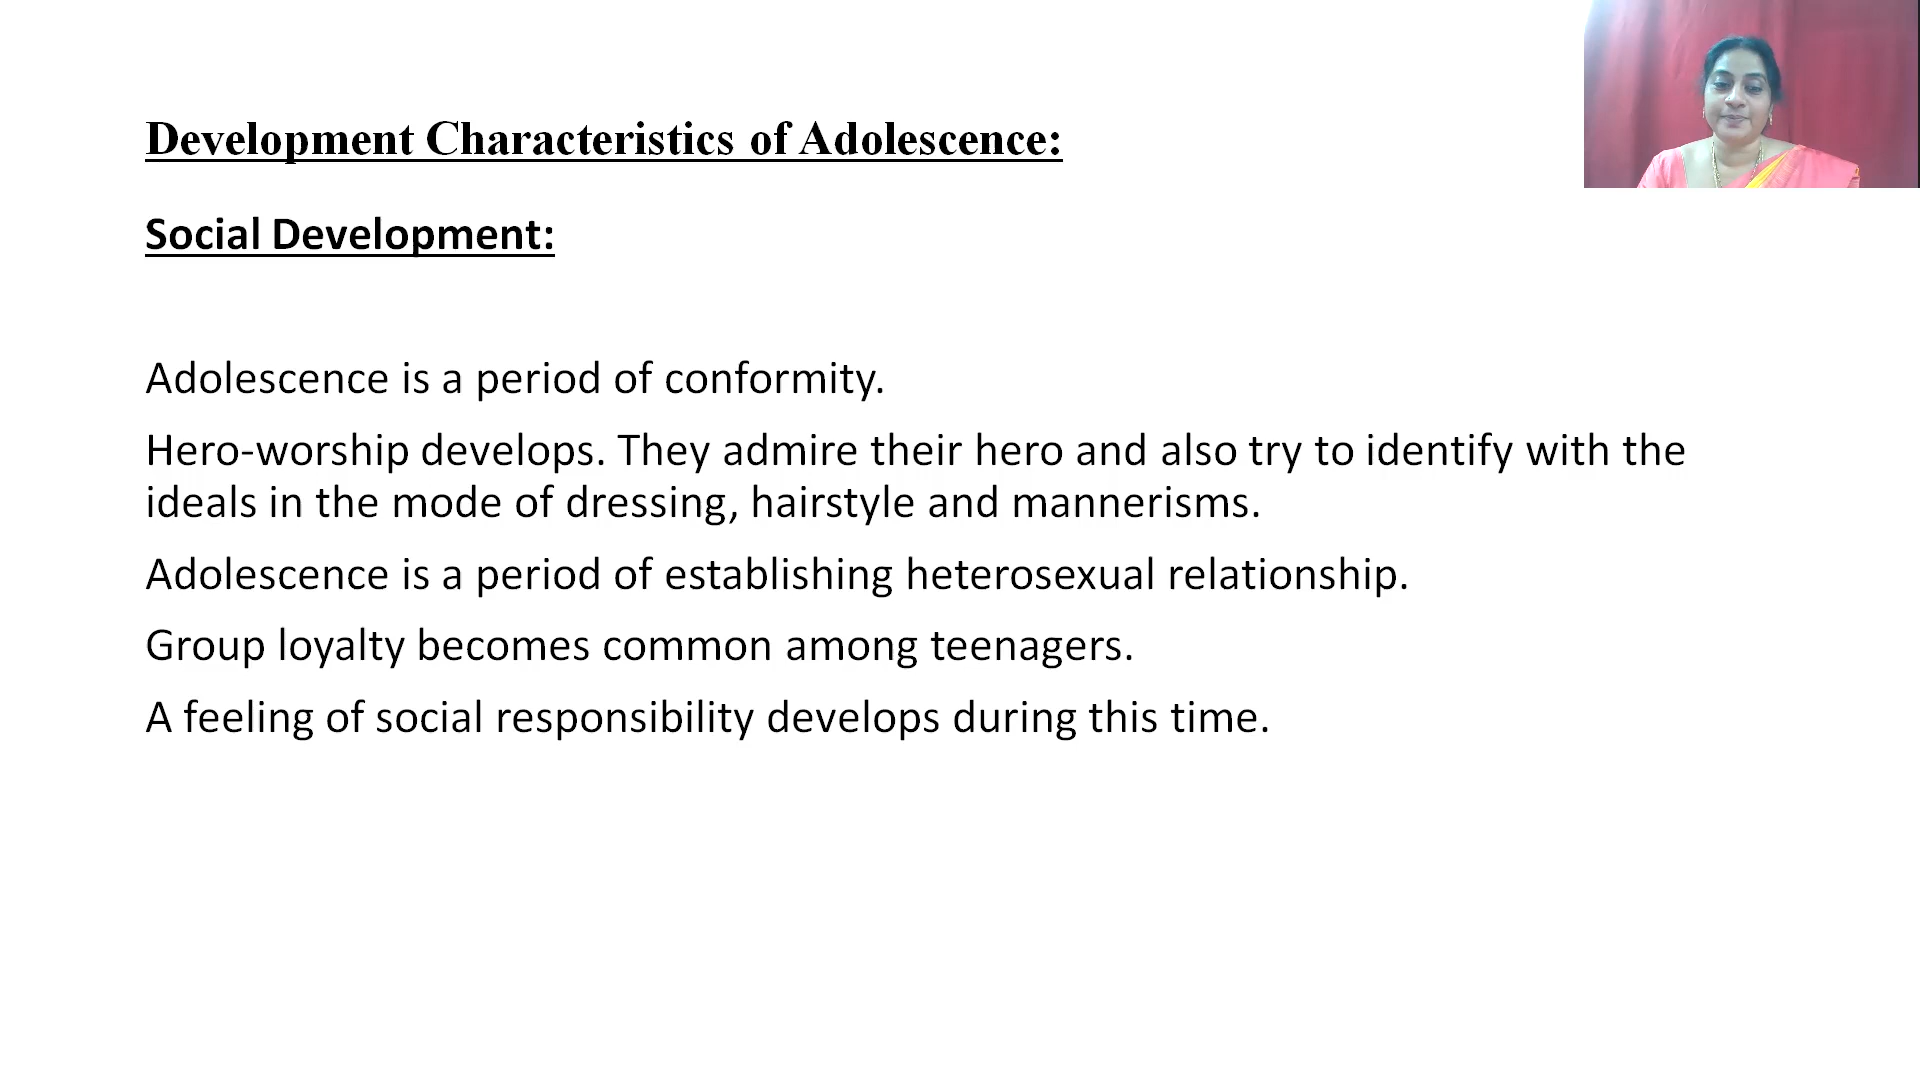 Development Characteristics of Adolescence:
Social Development:
Adolescence is a period of conformity.
Hero-worship develops. They admire their hero and also try to identify with the
ideals in the mode of dressing, hairstyle and mannerisms.
Adolescence is a period of establishing heterosexual relationship.
Group loyalty becomes common among teenagers.
A feeling of social responsibility develops during this time.